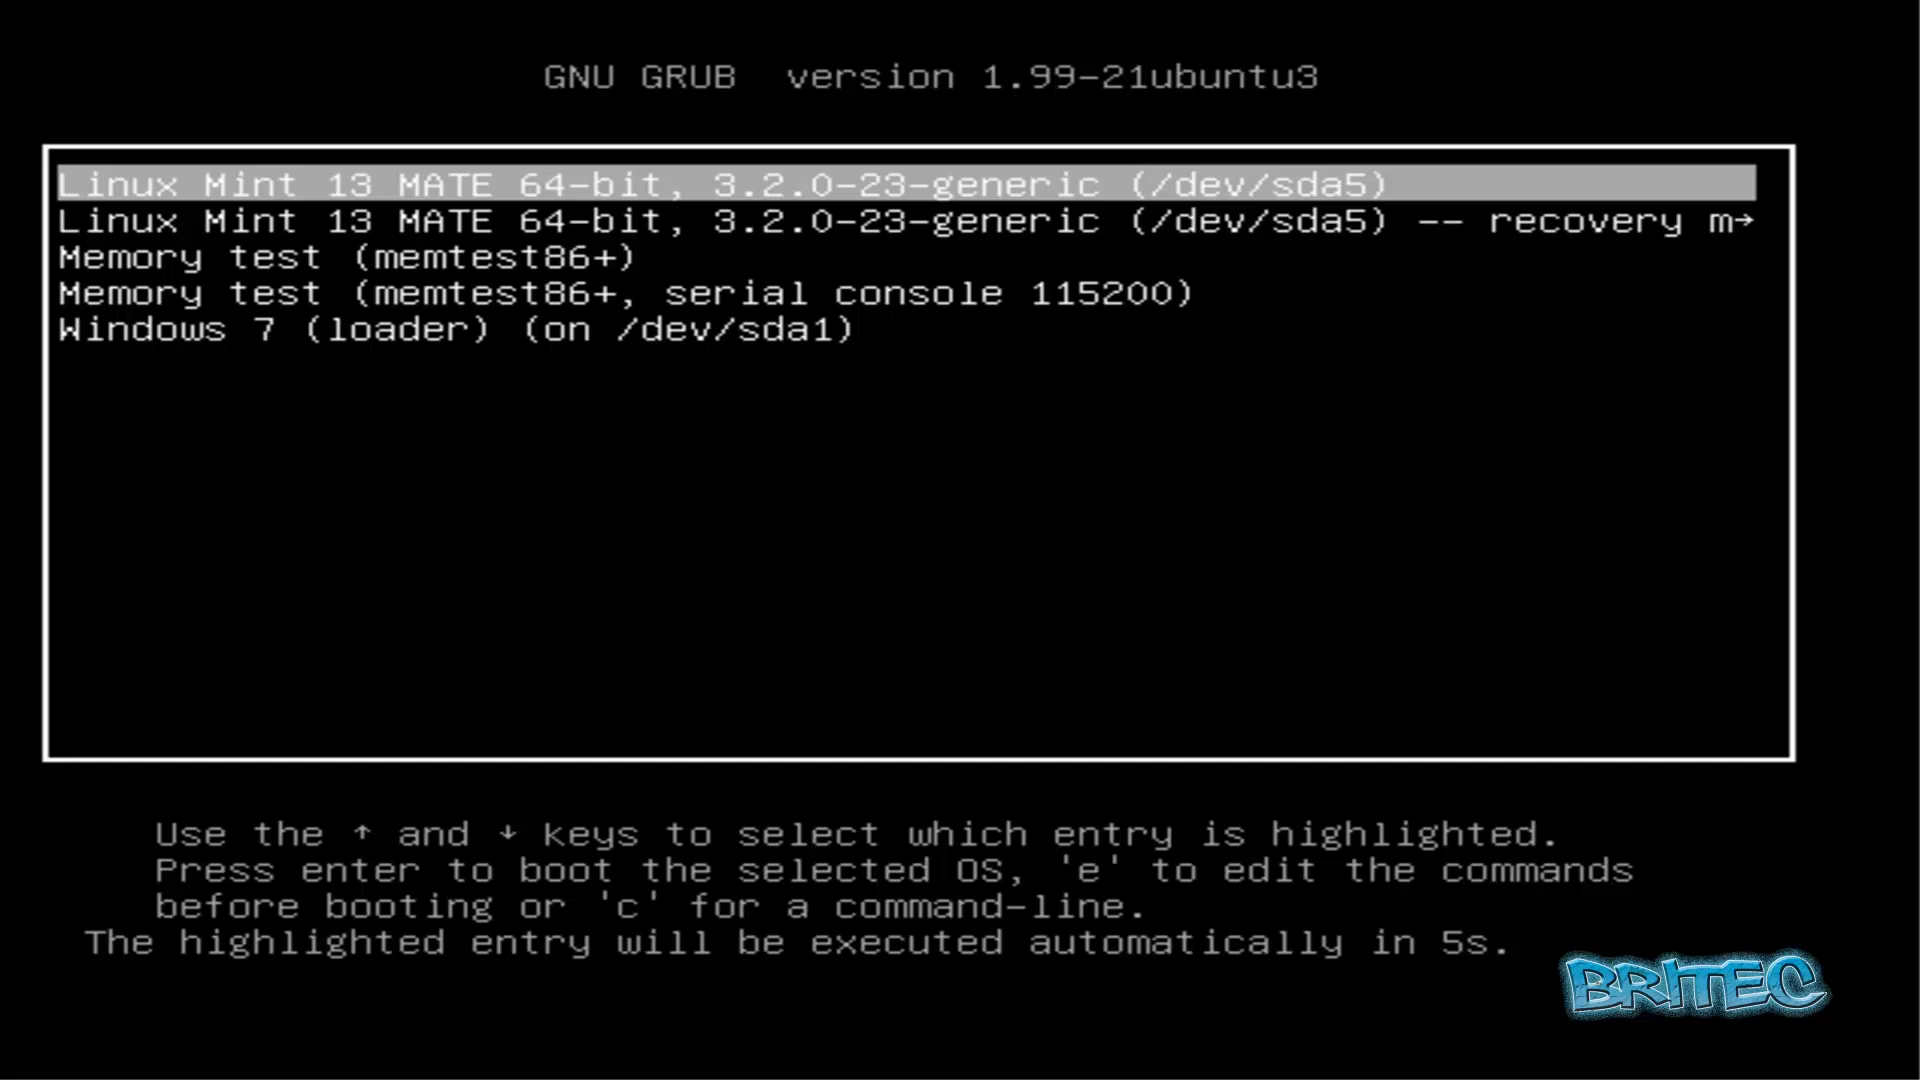 GNU GRUB  version 1.99-21ubuntu3
Linux Mint 13 MATE 64-bit, 3.2.0-23-generic (/dev/sda5)
Linux Mint 13 MATE 64-bit, 3.2.0-23-generic (/dev/sda5) -- recovery m→
Memory test (memtest86+)
Memory test (memtest86+, serial console 115200)
Windows 7 (loader) (on /dev/sda1)
Use the ↑ and ↓ keys to select which entry is highlighted.
Press enter to boot the selected OS, 'e' to edit the commands
before booting or 'c' for a command-line.
The highlighted entry will be executed automatically in 5s.
BRITEC